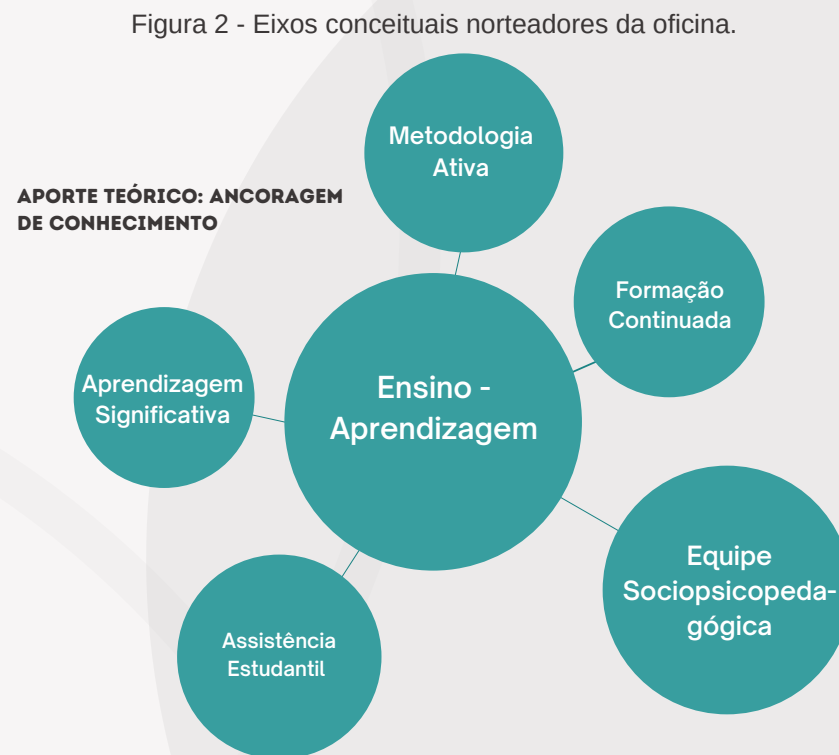 Figura 2 - Eixos conceituais norteadores da oficina.
Metodologia
Ativa
APORTE TEÓRICO: ANCORAGEM
DE CONHECIMENTO
Formação
Continuada
Aprendizagem
Significativa
Ensino -
Aprendizagem
Equipe
Sociopsicopeda-
gógica
Assistência
Estudantil